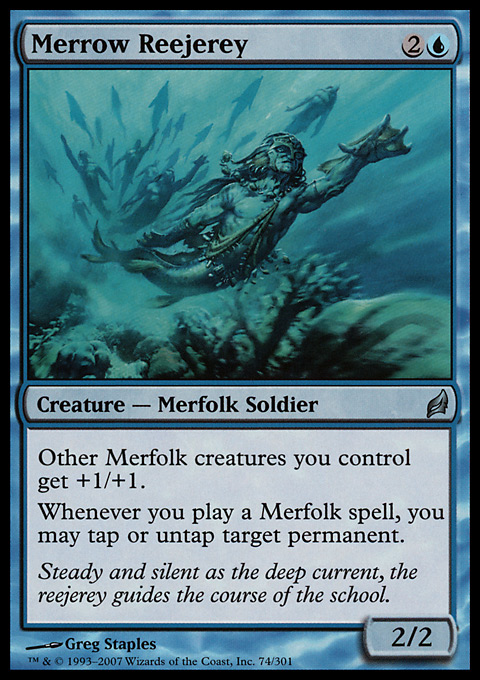 Merrow Reejerey 2
Creature — Merfolk Soldier
Other Merfolk creatures you control
get +1/+1.
Whenever you play a Merfolk spell, you
may tap or untap target permanent.
Steady and silent as the deep current, the
reejerey guides the course of the school.
2/2
Greg Staples
™ & © 1993–2007 Wizards of the Coast, Inc. 74/301